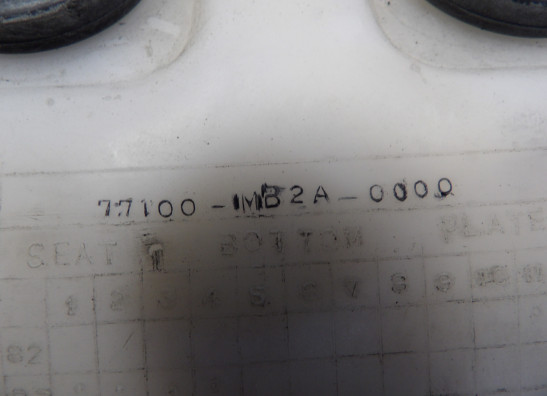 77100-MB2A-0000
SEAT BOTTOM PLATE
1 2 3 4 5 6 7 8 9 10 11
82